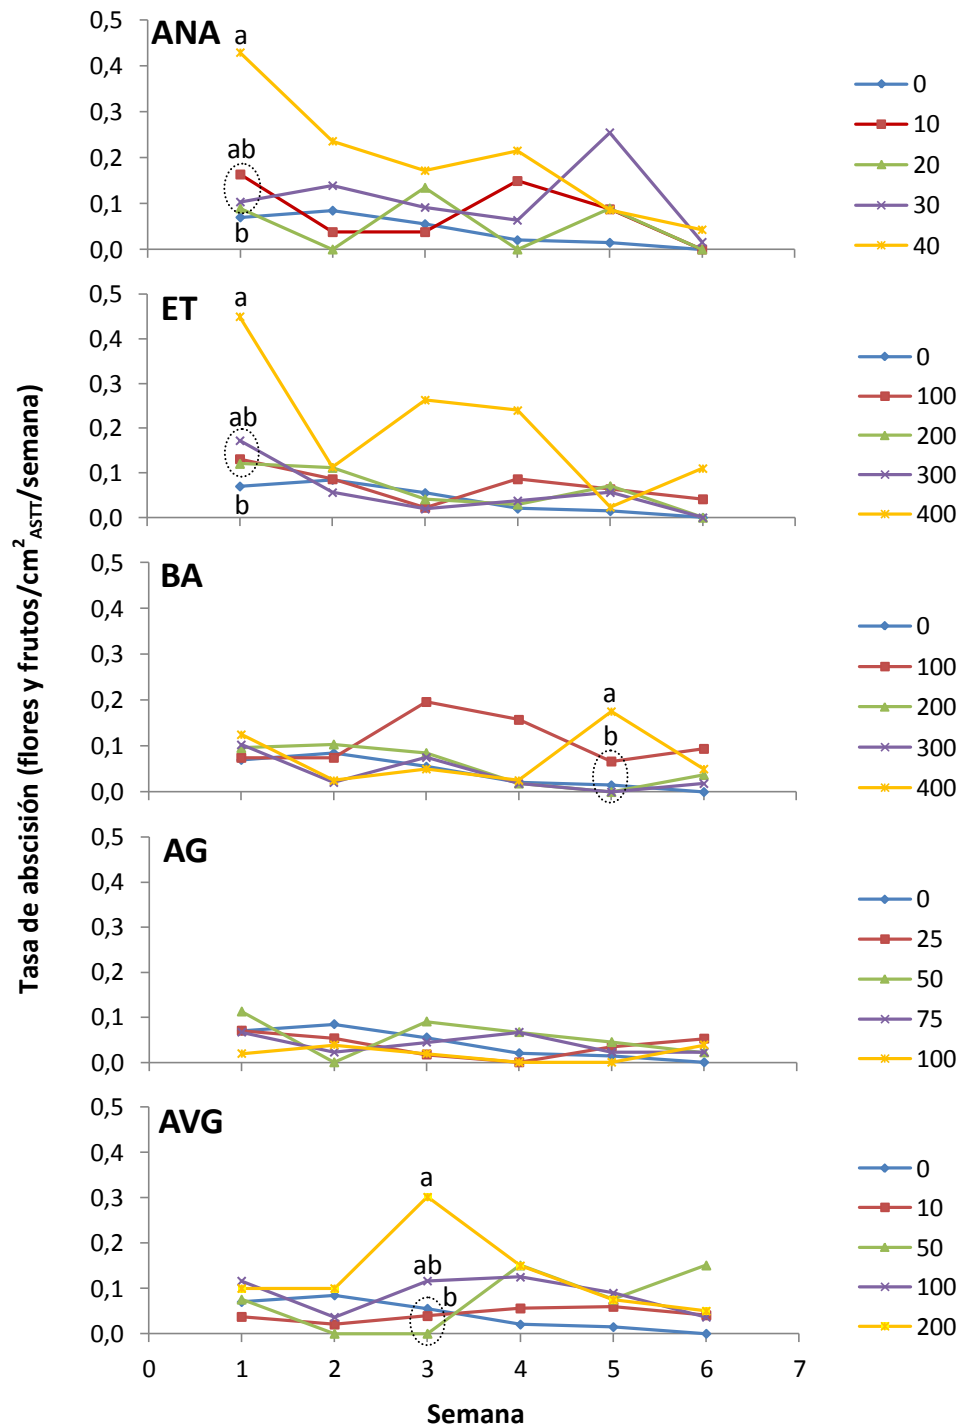 Tasa de abscisión (flores y frutos/cm²ASTT/semana)
ANA
0,5
0,4
0,3
0,2
0,1
0,0
a
ab
b
0
10
20
30
40
ET
0,5
0,4
0,3
0,2
0,1
0,0
a
ab
b
0
100
200
300
400
BA
0,5
0,4
0,3
0,2
0,1
0,0
a
b
0
100
200
300
400
AG
0,5
0,4
0,3
0,2
0,1
0,0
0
25
50
75
100
AVG
0,5
0,4
0,3
0,2
0,1
0,0
a
ab
b
0
10
50
100
200
0 1 2 3 4 5 6 7
Semana